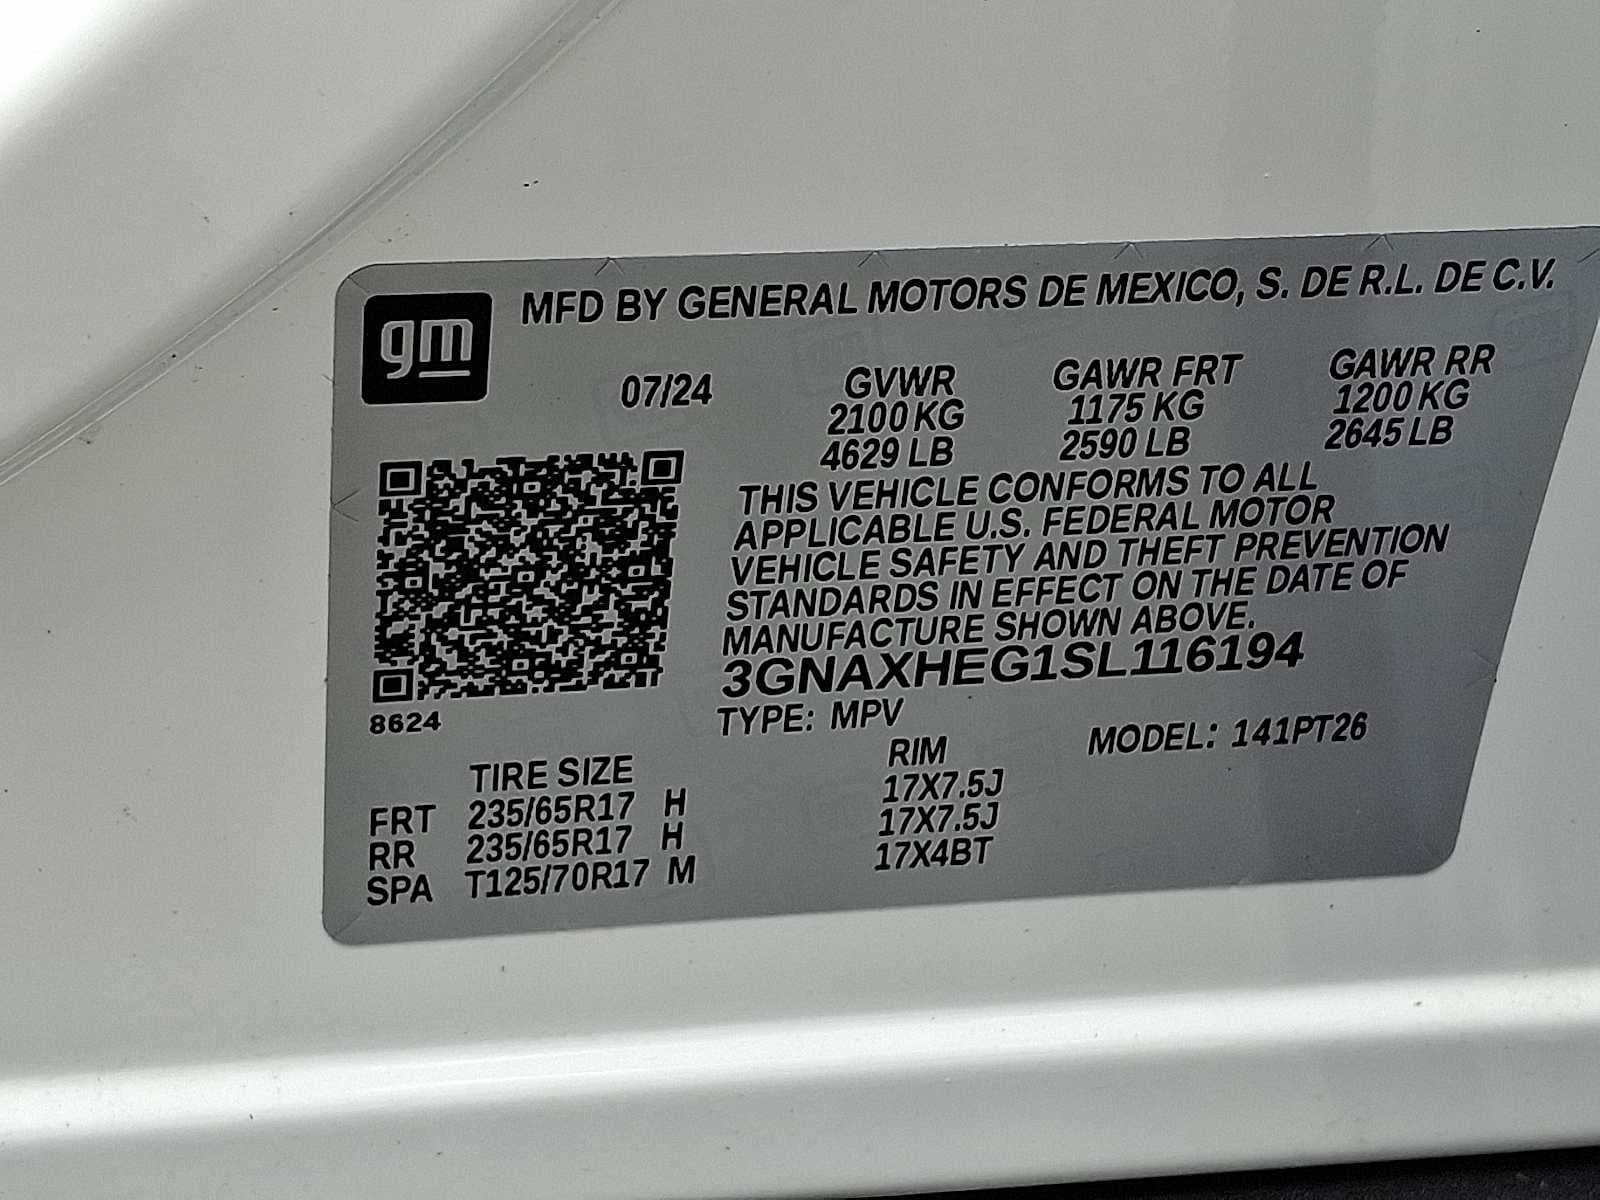 gm MFD BY GENERAL MOTORS DE MEXICO, S. DE R.L. DE C.V.
07/24 GVWR GAWR FRT GAWR RR
2100 KG 1175 KG 1200 KG
4629 LB 2590 LB 2645 LB
THIS VEHICLE CONFORMS TO ALL
APPLICABLE U.S. FEDERAL MOTOR
VEHICLE SAFETY AND THEFT PREVENTION
STANDARDS IN EFFECT ON THE DATE OF
MANUFACTURE SHOWN ABOVE.
3GNAXHEG1SL116194
8624 TYPE: MPV MODEL: 141PT26
TIRE SIZE RIM
FRT 235/65R17 H 17X7.5J
RR 235/65R17 H 17X7.5J
SPA T125/70R17 M 17X4BT